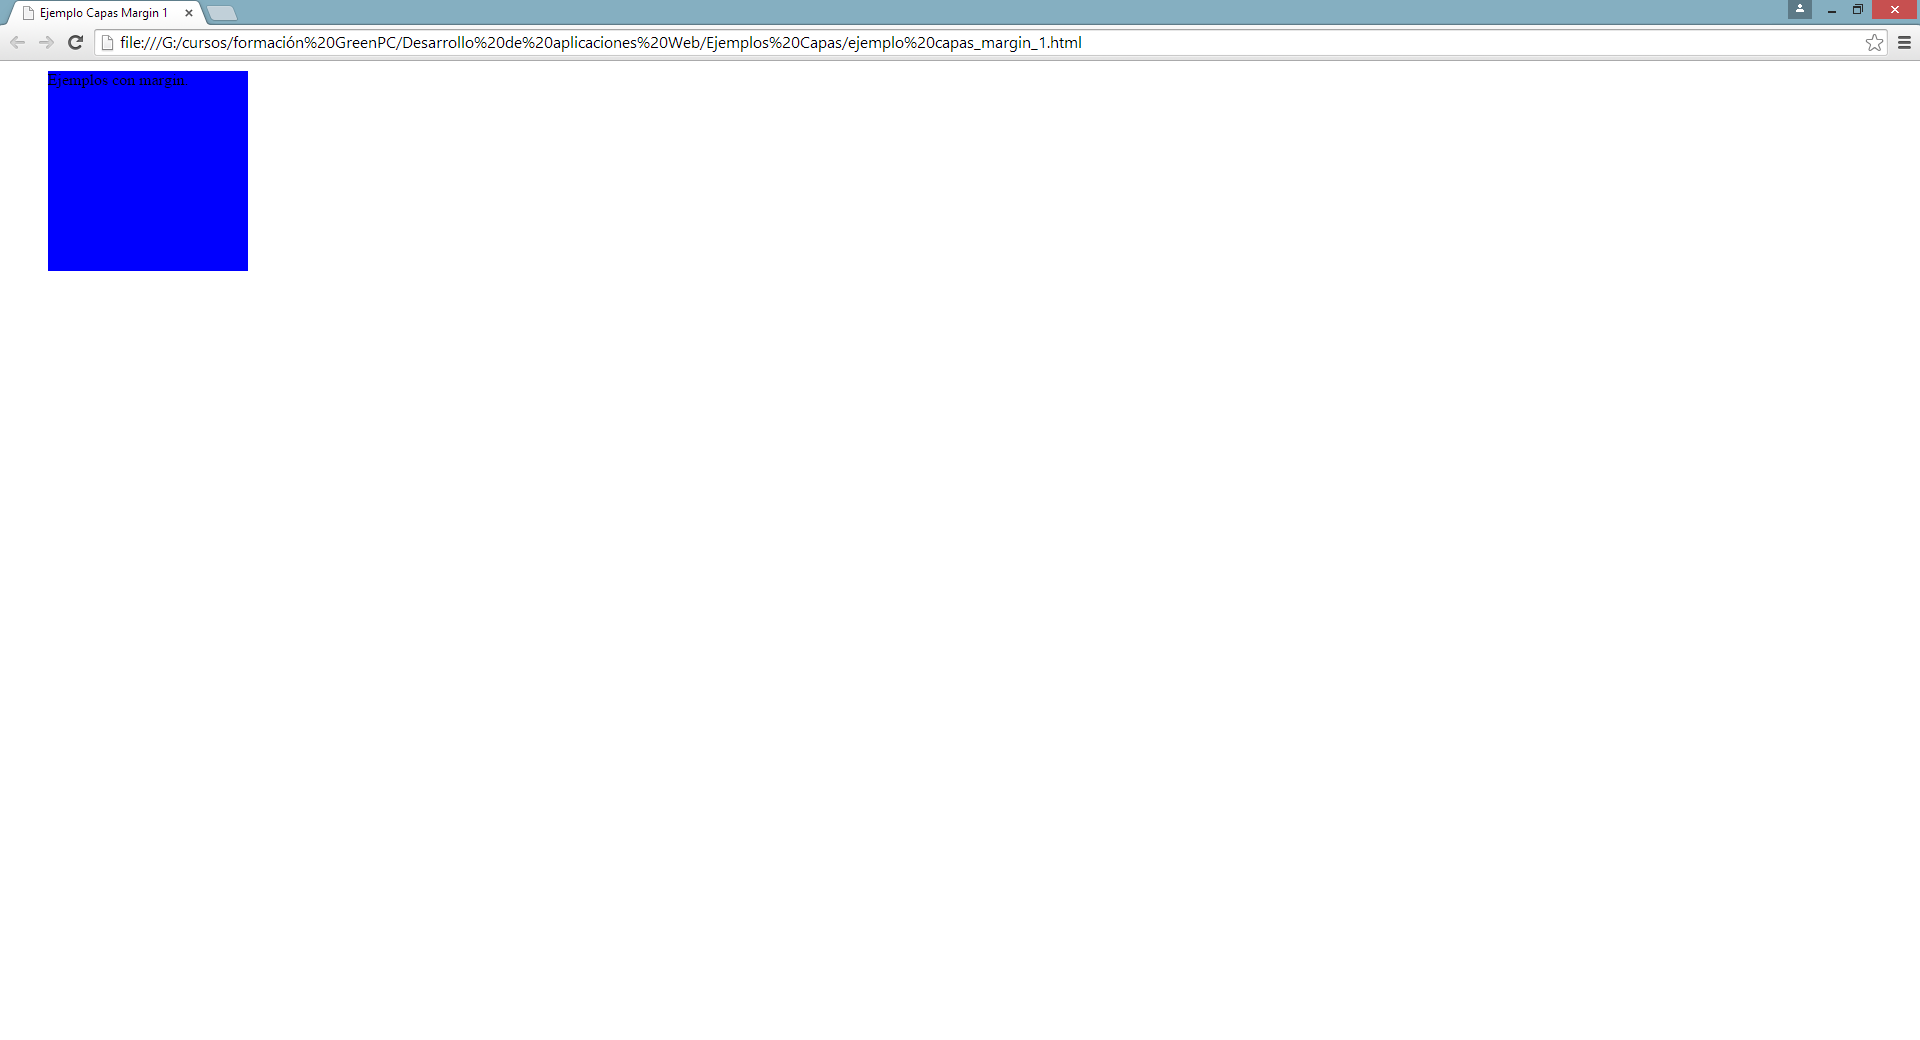 Ejemplo Capas Margin 1
file:///G:/cursos/formación%20GreenPC/Desarrollo%20de%20aplicaciones%20Web/Ejemplos%20Capas/ejemplo%20capas_margin_1.html
Ejemplos con margin.